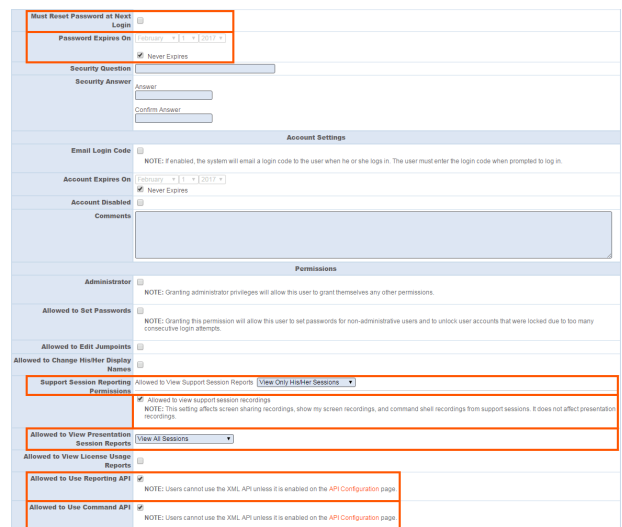 Must Reset Password at Next
Login
Password Expires On February 1 2017
Never Expires
Security Question
Security Answer Answer
Confirm Answer
Account Settings
Email Login Code
NOTE: If enabled, the system will email a login code to the user when he or she logs in. The user must enter the login code when prompted to log in.
Account Expires On February 1 2017
Never Expires
Account Disabled
Comments
Permissions
Administrator
NOTE: Granting administrator privileges will allow this user to grant themselves any other permissions.
Allowed to Set Passwords
NOTE: Granting this permission will allow this user to set passwords for non-administrative users and to unlock user accounts that were locked due to too many
consecutive login attempts.
Allowed to Edit Jumpoints
Allowed to Change His/Her Display
Names
Support Session Reporting Allowed to View Support Session Reports View Only His/Her Sessions
Permissions
Allowed to view support session recordings
NOTE: This setting affects screen sharing recordings, show my screen recordings, and command shell recordings from support sessions. It does not affect presentation
recordings.
Allowed to View Presentation
Session Reports View All Sessions
Allowed to View License Usage
Reports
Allowed to Use Reporting API
NOTE: Users cannot use the XML API unless it is enabled on the API Configuration page.
Allowed to Use Command API
NOTE: Users cannot use the XML API unless it is enabled on the API Configuration page.